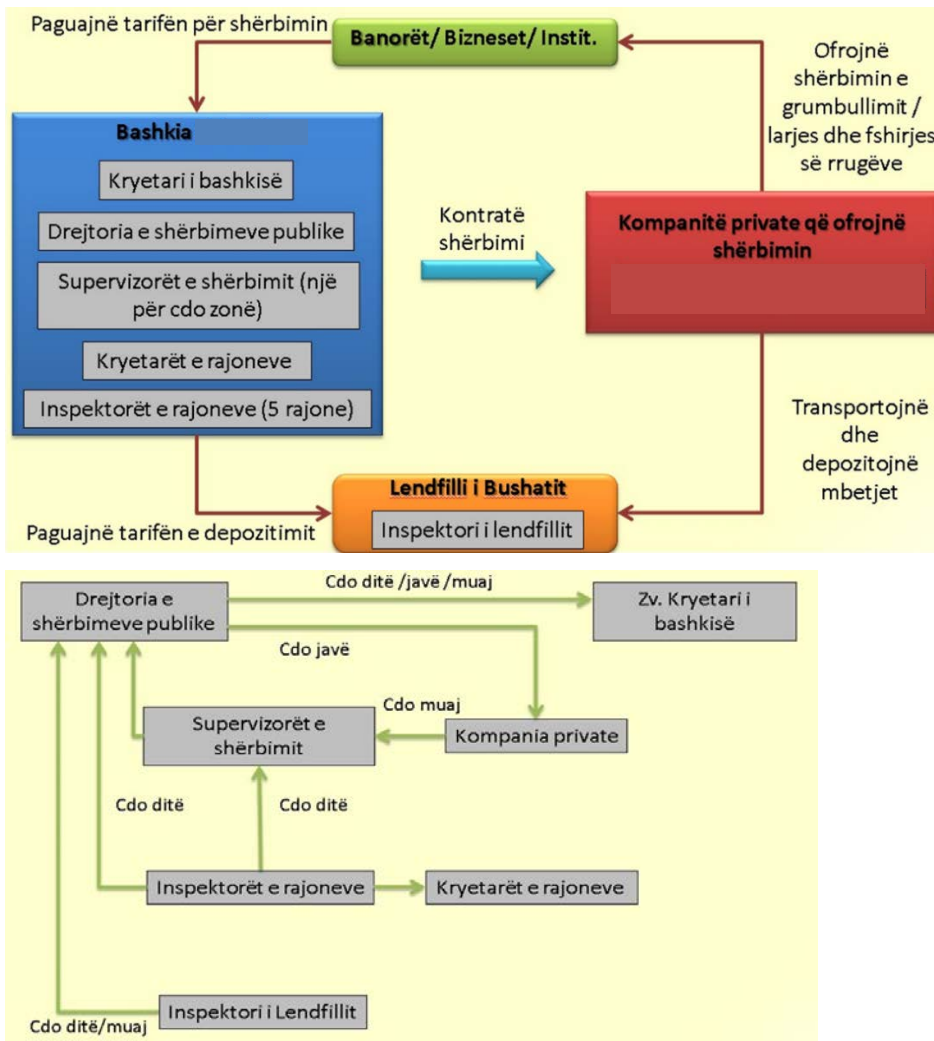 Paguajnë tarifën për shërbimin
Banorët/ Bizneset/ Instit.
Ofrojnë
shërbimin e
grumbullimit /
larjes dhe fshirjes
së rrugëve
Bashkia
Kryetari i bashkisë
Drejtoria e shërbimeve publike
Supervizorët e shërbimit (një
për cdo zonë)
Kryetarët e rajoneve
Inspektorët e rajoneve (5 rajone)
Kontratë
shërbimi
Kompanitë private që ofrojnë
shërbimin
Transportojnë
dhe
depozitojnë
mbetjet
Lendfilli i Bushatit
Inspektori i lendfillit
Paguajnë tarifën e depozitimit
Drejtoria e
shërbimeve publike
Cdo ditë /javë /muaj
Zv. Kryetari i
bashkisë
Cdo javë
Cdo muaj
Supervizorët e
shërbimit
Kompania private
Cdo ditë
Cdo ditë
Inspektorët e rajoneve
Kryetarët e rajoneve
Inspektori i Lendfillit
Cdo ditë/muaj